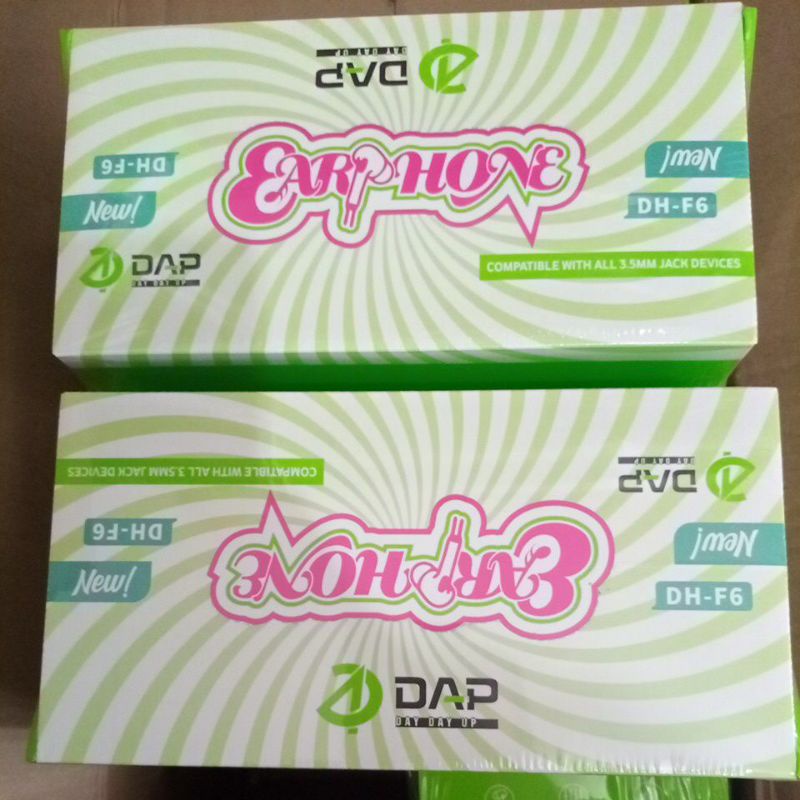 DAP
DAY DAY UP
EARPHONE
DH-F6
New!
New!
DH-F6
DAP
DAY DAY UP
COMPATIBLE WITH ALL 3.5MM JACK DEVICES
COMPATIBLE WITH ALL 3.5MM JACK DEVICES
DAP
DAY DAY UP
DH-F6
New!
New!
DH-F6
EARPHONE
DAP
DAY DAY UP